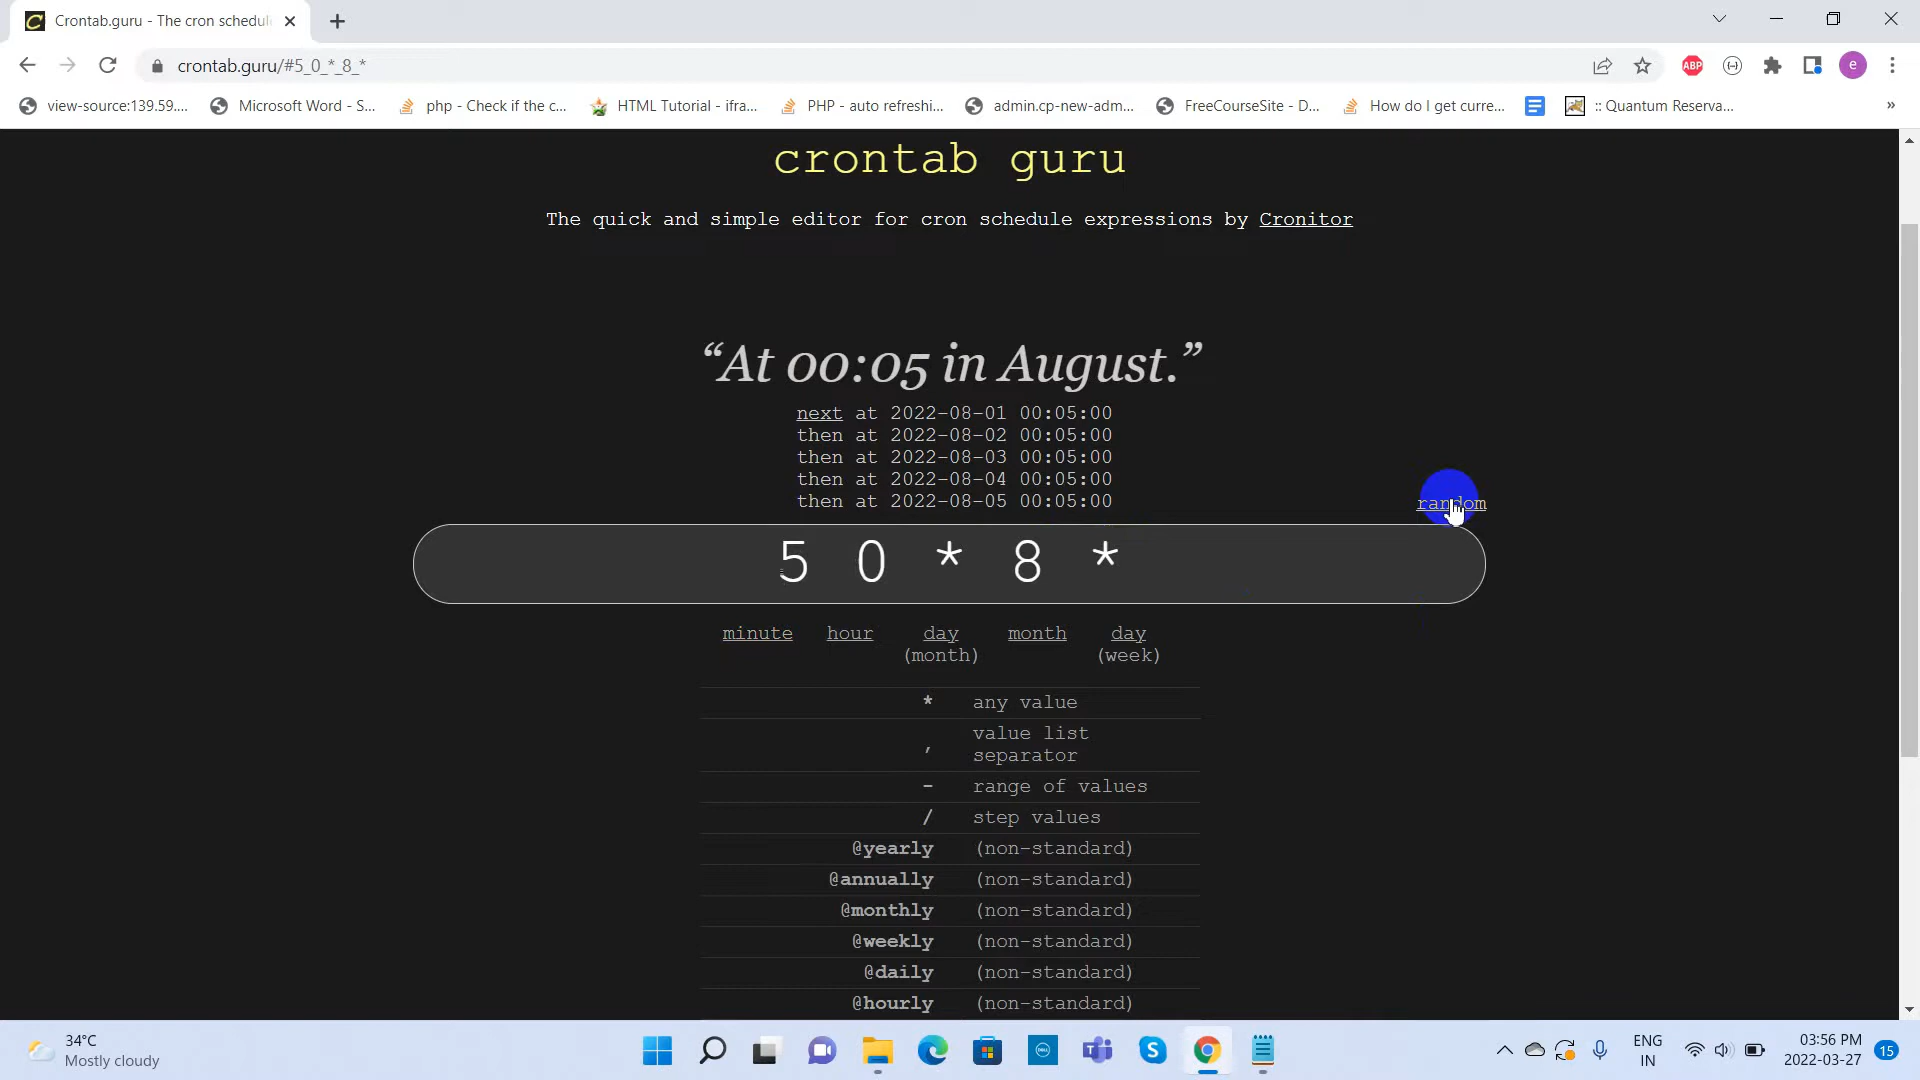 Crontab.guru - The cron schedul
crontab.guru/#5_0_*_8_*
ABP
e
view-source:139.59....
Microsoft Word - S...
php - Check if the c...
HTML Tutorial - ifra...
PHP - auto refreshi...
admin.cp-new-adm...
FreeCourseSite - D...
How do I get curre...
:: Quantum Reserva...
»
crontab guru
The quick and simple editor for cron schedule expressions by Cronitor
“At 00:05 in August.”
next at 2022-08-01 00:05:00
then at 2022-08-02 00:05:00
then at 2022-08-03 00:05:00
then at 2022-08-04 00:05:00
then at 2022-08-05 00:05:00
random
5 0 * 8 *
minute hour day month day
(month) (week)
* any value
, value list
separator
- range of values
/ step values
@yearly (non-standard)
@annually (non-standard)
@monthly (non-standard)
@weekly (non-standard)
@daily (non-standard)
@hourly (non-standard)
34°C
Mostly cloudy
ENG
IN
03:56 PM
2022-03-27
15